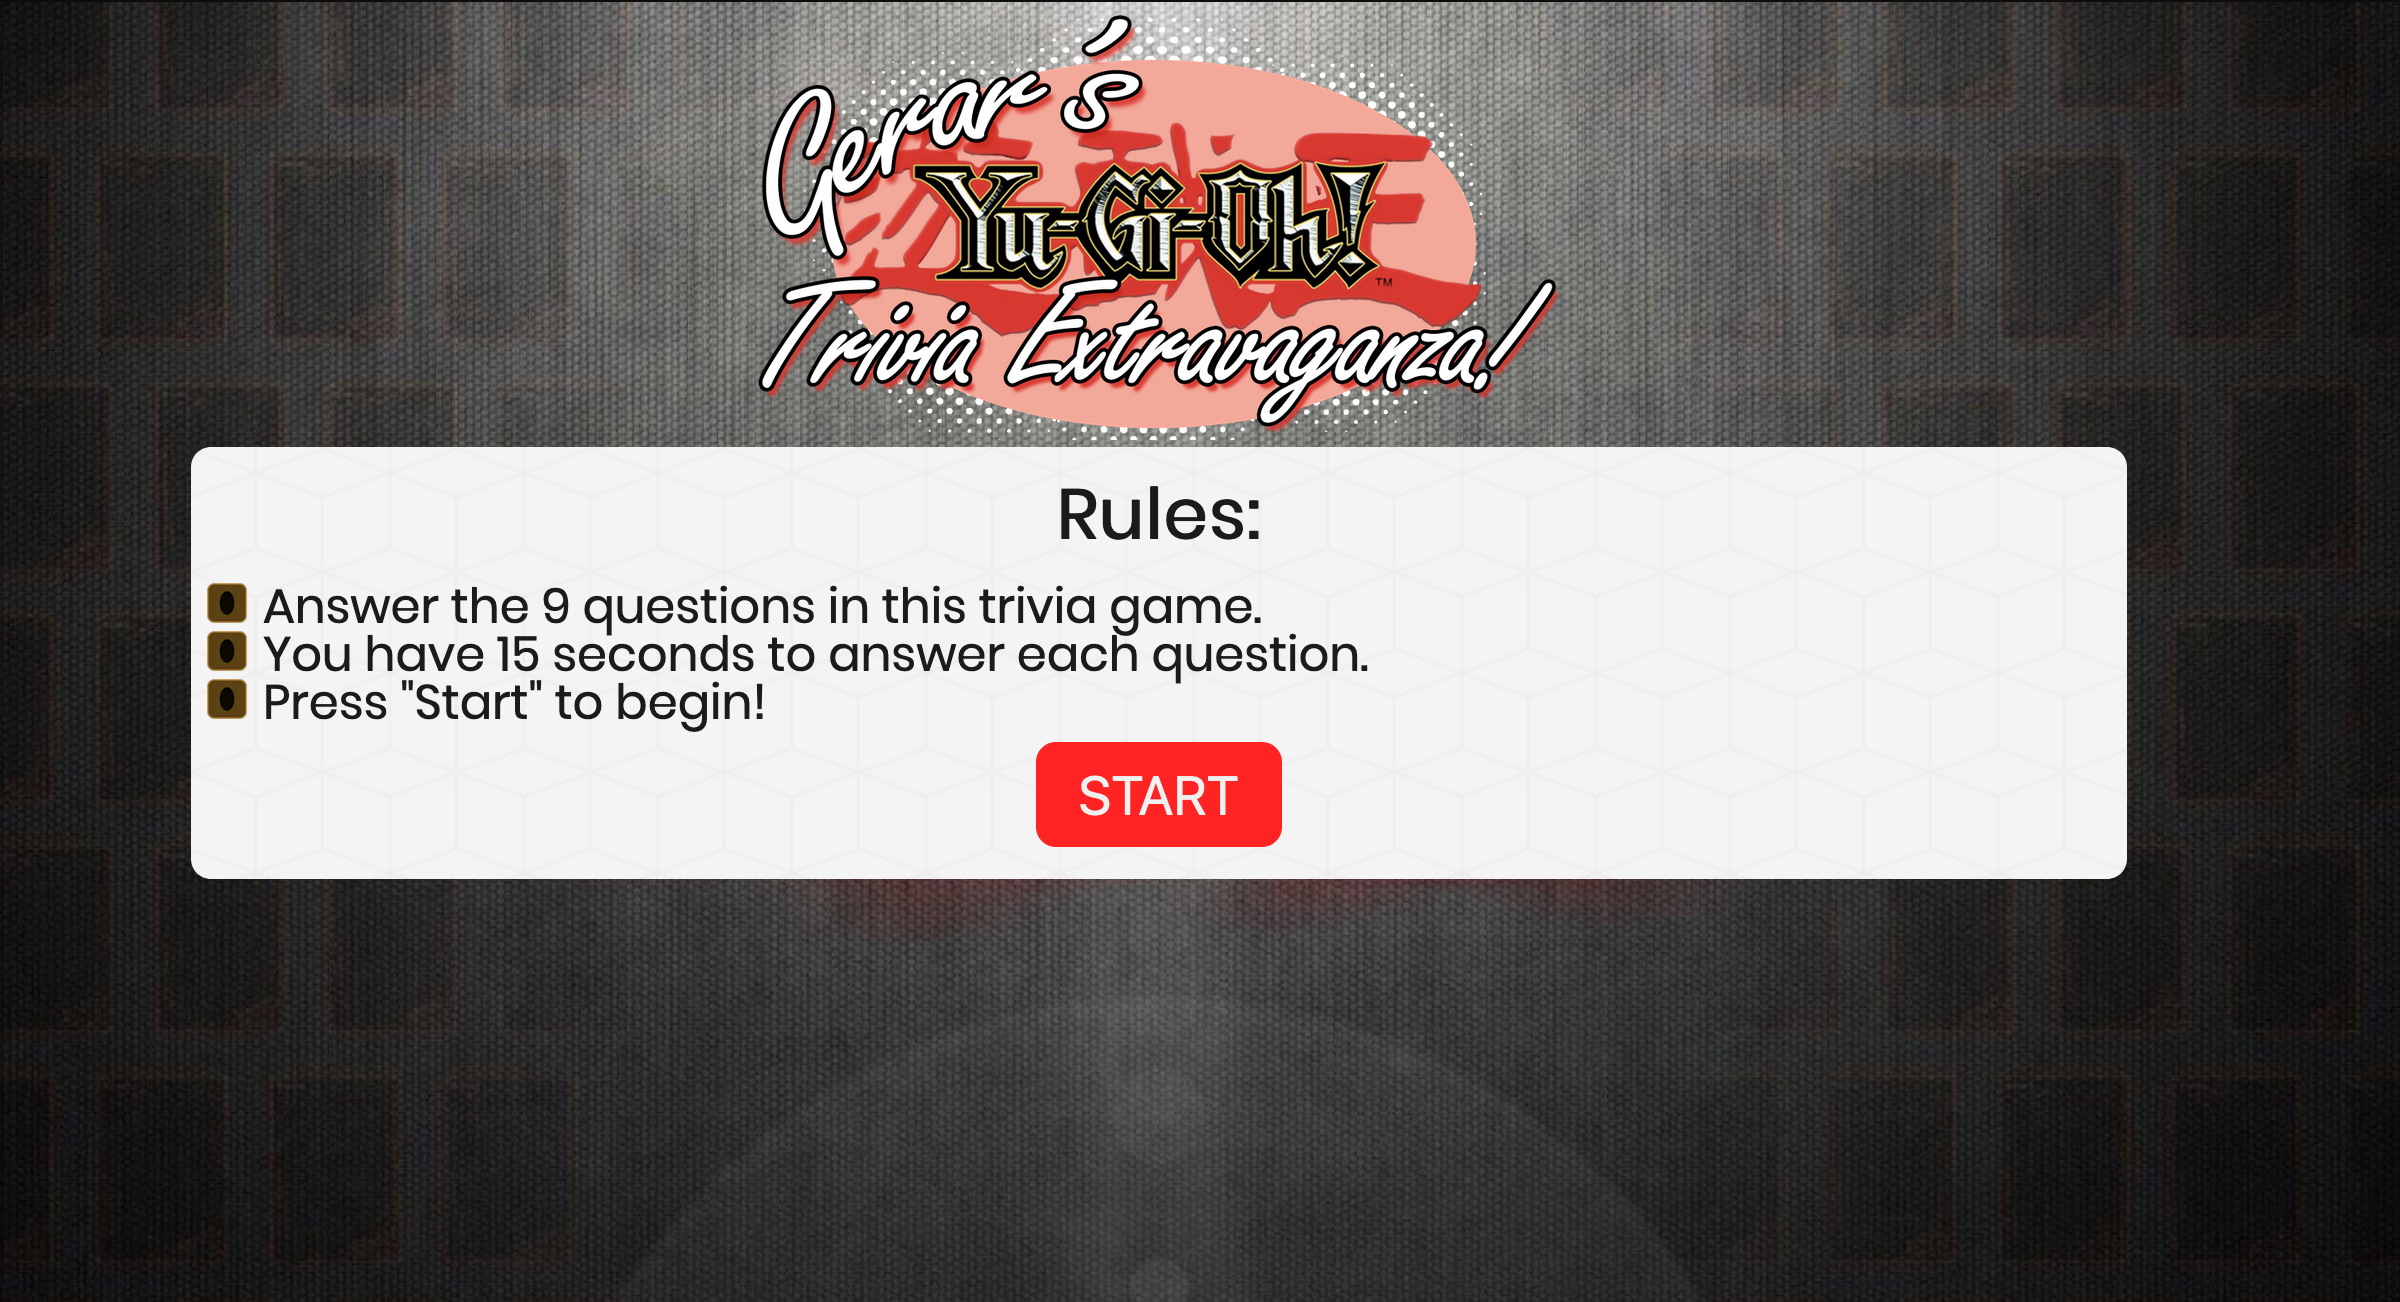 Gerar's
Yu-Gi-Oh!
TM
Trivia Extravaganza!
Rules:
Answer the 9 questions in this trivia game.
You have 15 seconds to answer each question.
Press "Start" to begin!
START